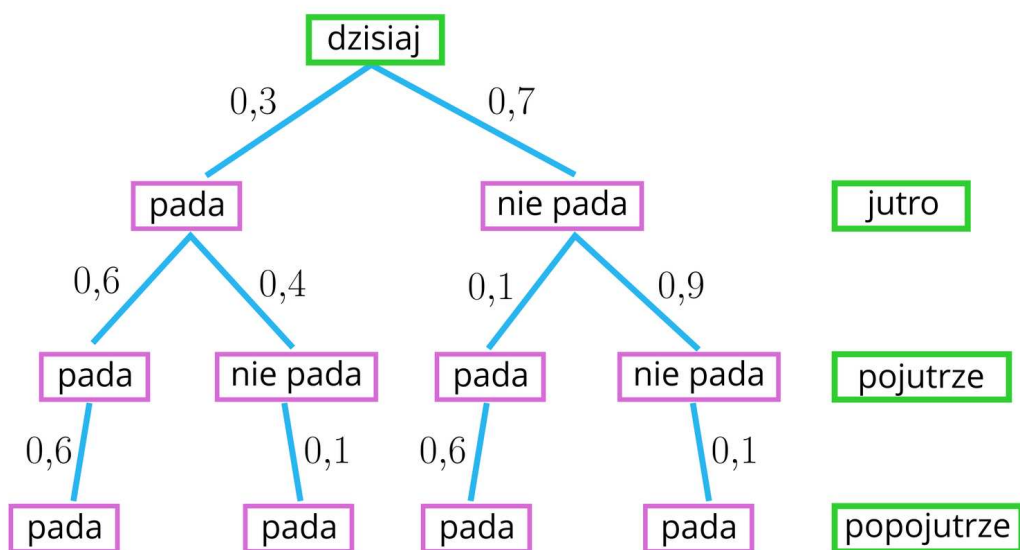 dzisiaj
0,3 0,7
pada nie pada jutro
0,6 0,4 0,1 0,9
pada nie pada pada nie pada pojutrze
0,6 0,1 0,6 0,1
pada pada pada pada popojutrze